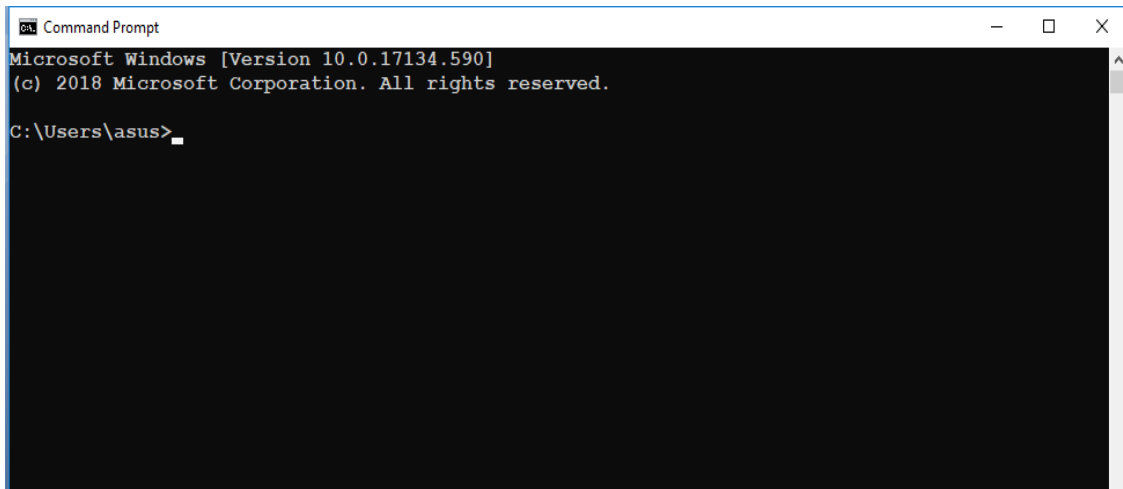 Command Prompt
Microsoft Windows [Version 10.0.17134.590]
(c) 2018 Microsoft Corporation. All rights reserved.
C:\Users\asus>